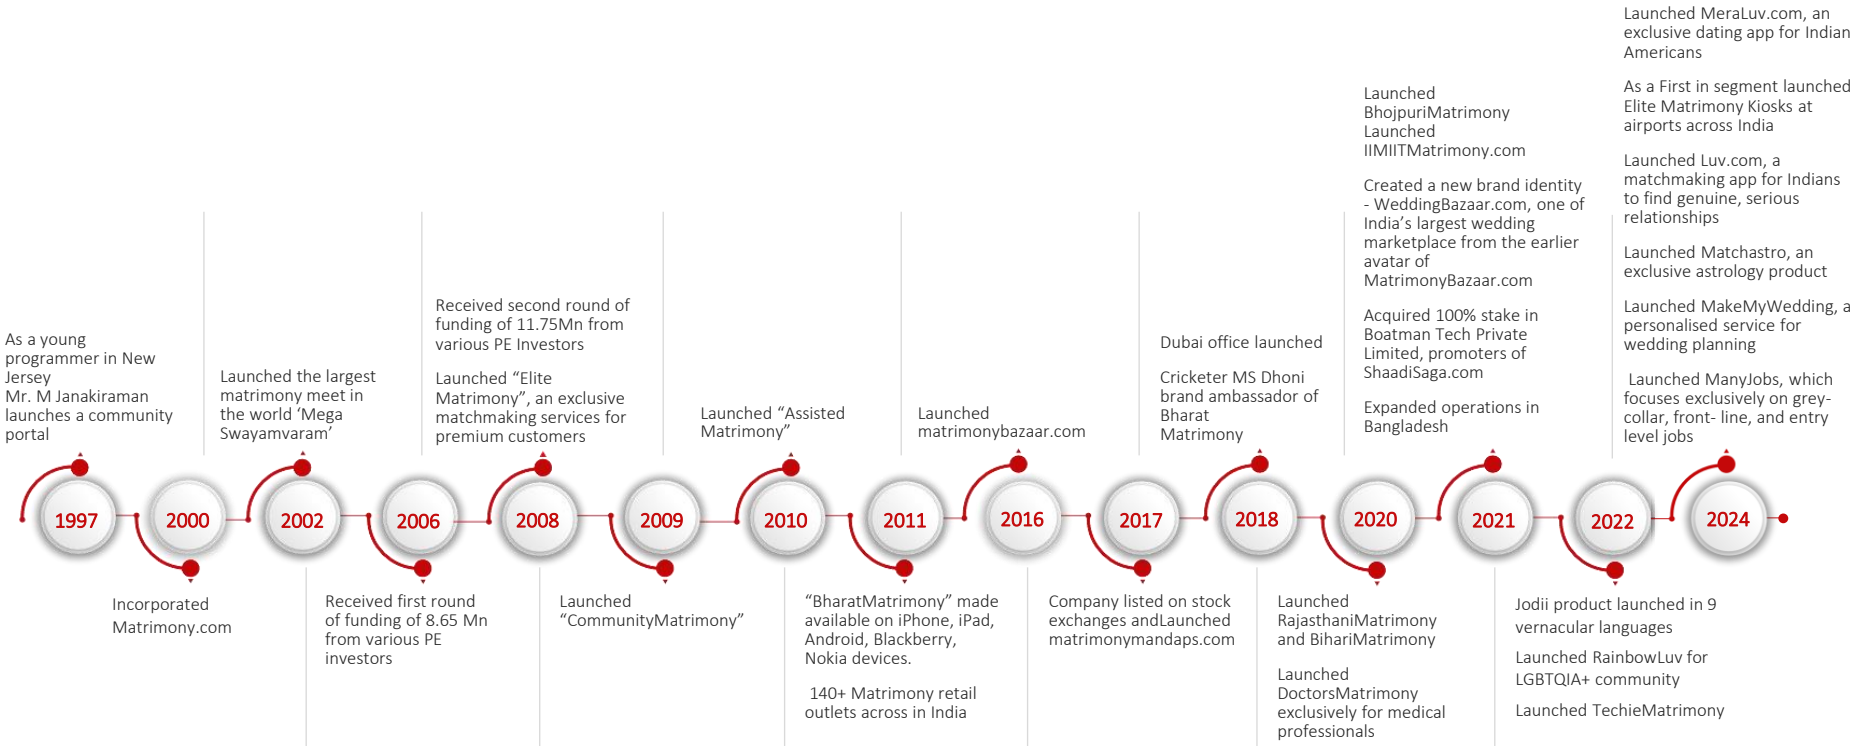 As a young
programmer in New
Jersey
Mr. M Janakiraman
launches a community
portal
1997
2000
Incorporated
Matrimony.com
Launched the largest
matrimony meet in
the world ‘Mega
Swayamvaram’
2002
2006
Received first round
of funding of 8.65 Mn
from various PE
investors
Received second round of
funding of 11.75Mn from
various PE Investors
Launched “Elite
Matrimony”, an exclusive
matchmaking services for
premium customers
2008
2009
Launched
“CommunityMatrimony”
Launched “Assisted
Matrimony”
2010
2011
“BharatMatrimony” made
available on iPhone, iPad,
Android, Blackberry,
Nokia devices.
140+ Matrimony retail
outlets across in India
Launched
matrimonybazaar.com
2016
2017
Company listed on stock
exchanges andLaunched
matrimonymandaps.com
Dubai office launched
Cricketer MS Dhoni
brand ambassador of
Bharat
Matrimony
2018
2020
Launched
RajasthaniMatrimony
and BihariMatrimony
Launched
DoctorsMatrimony
exclusively for medical
professionals
Launched
BhojpuriMatrimony
Launched
IIMIITMatrimony.com
Created a new brand identity
- WeddingBazaar.com, one of
India’s largest wedding
marketplace from the earlier
avatar of
MatrimonyBazaar.com
Acquired 100% stake in
Boatman Tech Private
Limited, promoters of
ShaadiSaga.com
Expanded operations in
Bangladesh
2021
2022
Jodii product launched in 9
vernacular languages
Launched RainbowLuv for
LGBTQIA+ community
Launched TechieMatrimony
Launched MeraLuv.com, an
exclusive dating app for Indian
Americans
As a First in segment launched
Elite Matrimony Kiosks at
airports across India
Launched Luv.com, a
matchmaking app for Indians
to find genuine, serious
relationships
Launched Matchastro, an
exclusive astrology product
Launched MakeMyWedding, a
personalised service for
wedding planning
Launched ManyJobs, which
focuses exclusively on grey-
collar, front- line, and entry
level jobs
2024